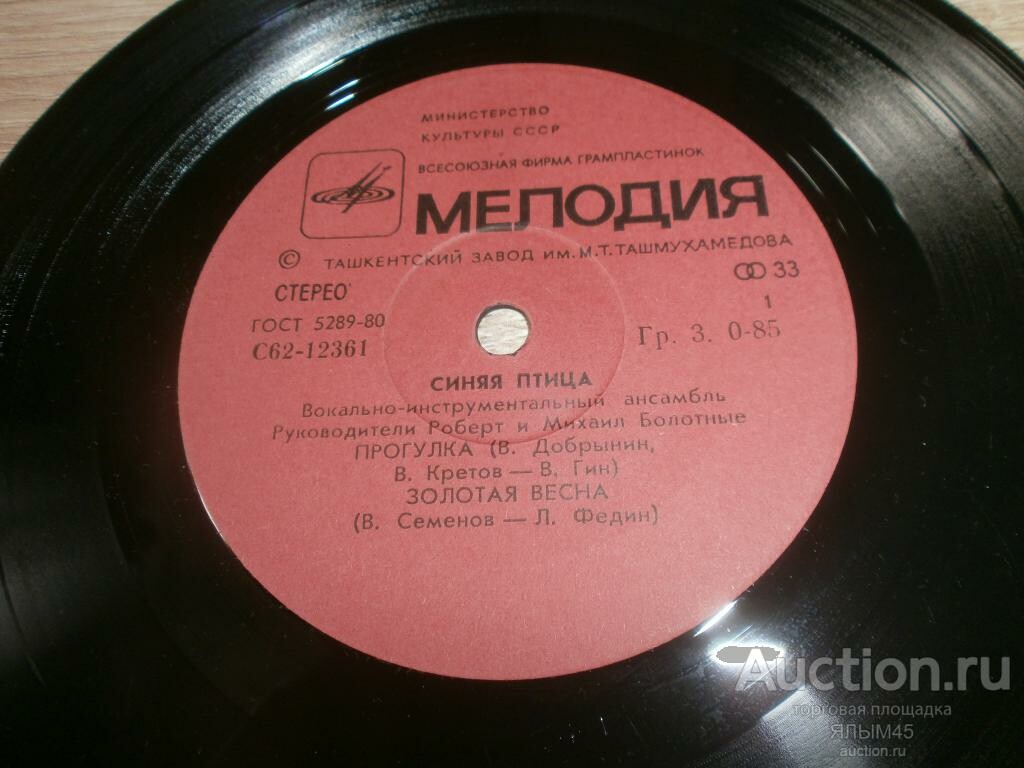 МИНИСТЕРСТВО
КУЛЬТУРЫ СССР
ВСЕСОЮЗНАЯ ФИРМА ГРАМПЛАСТИНОК
МЕЛОДИЯ
© ТАШКЕНТСКИЙ ЗАВОД ИМ. М.Т. ТАШМУХАМЕДОВА
СТЕРЕО 33
ГОСТ 5289-80 1
С62-12361 Гр. 3. 0-85
СИНЯЯ ПТИЦА
Вокально-инструментальный ансамбль
Руководители Роберт и Михаил Болотные
ПРОГУЛКА (В. Добрынин,
В. Кретов — В. Гин)
ЗОЛОТАЯ ВЕСНА
(В. Семенов — Л. Федин)
Auction.ru
торговая площадка
ЯЛЫМ45
auction.ru